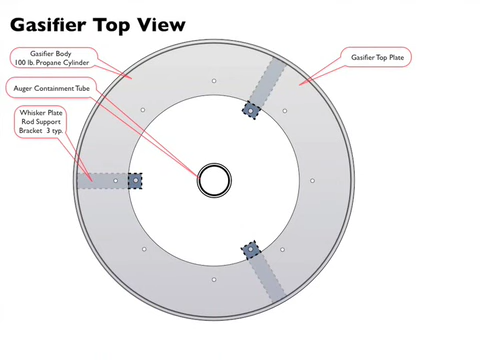 Gasifier Top View
Gasifier Body
100 lb. Propane Cylinder
Gasifier Top Plate
Auger Containment Tube
Whisker Plate
Rod Support
Bracket 3 typ.